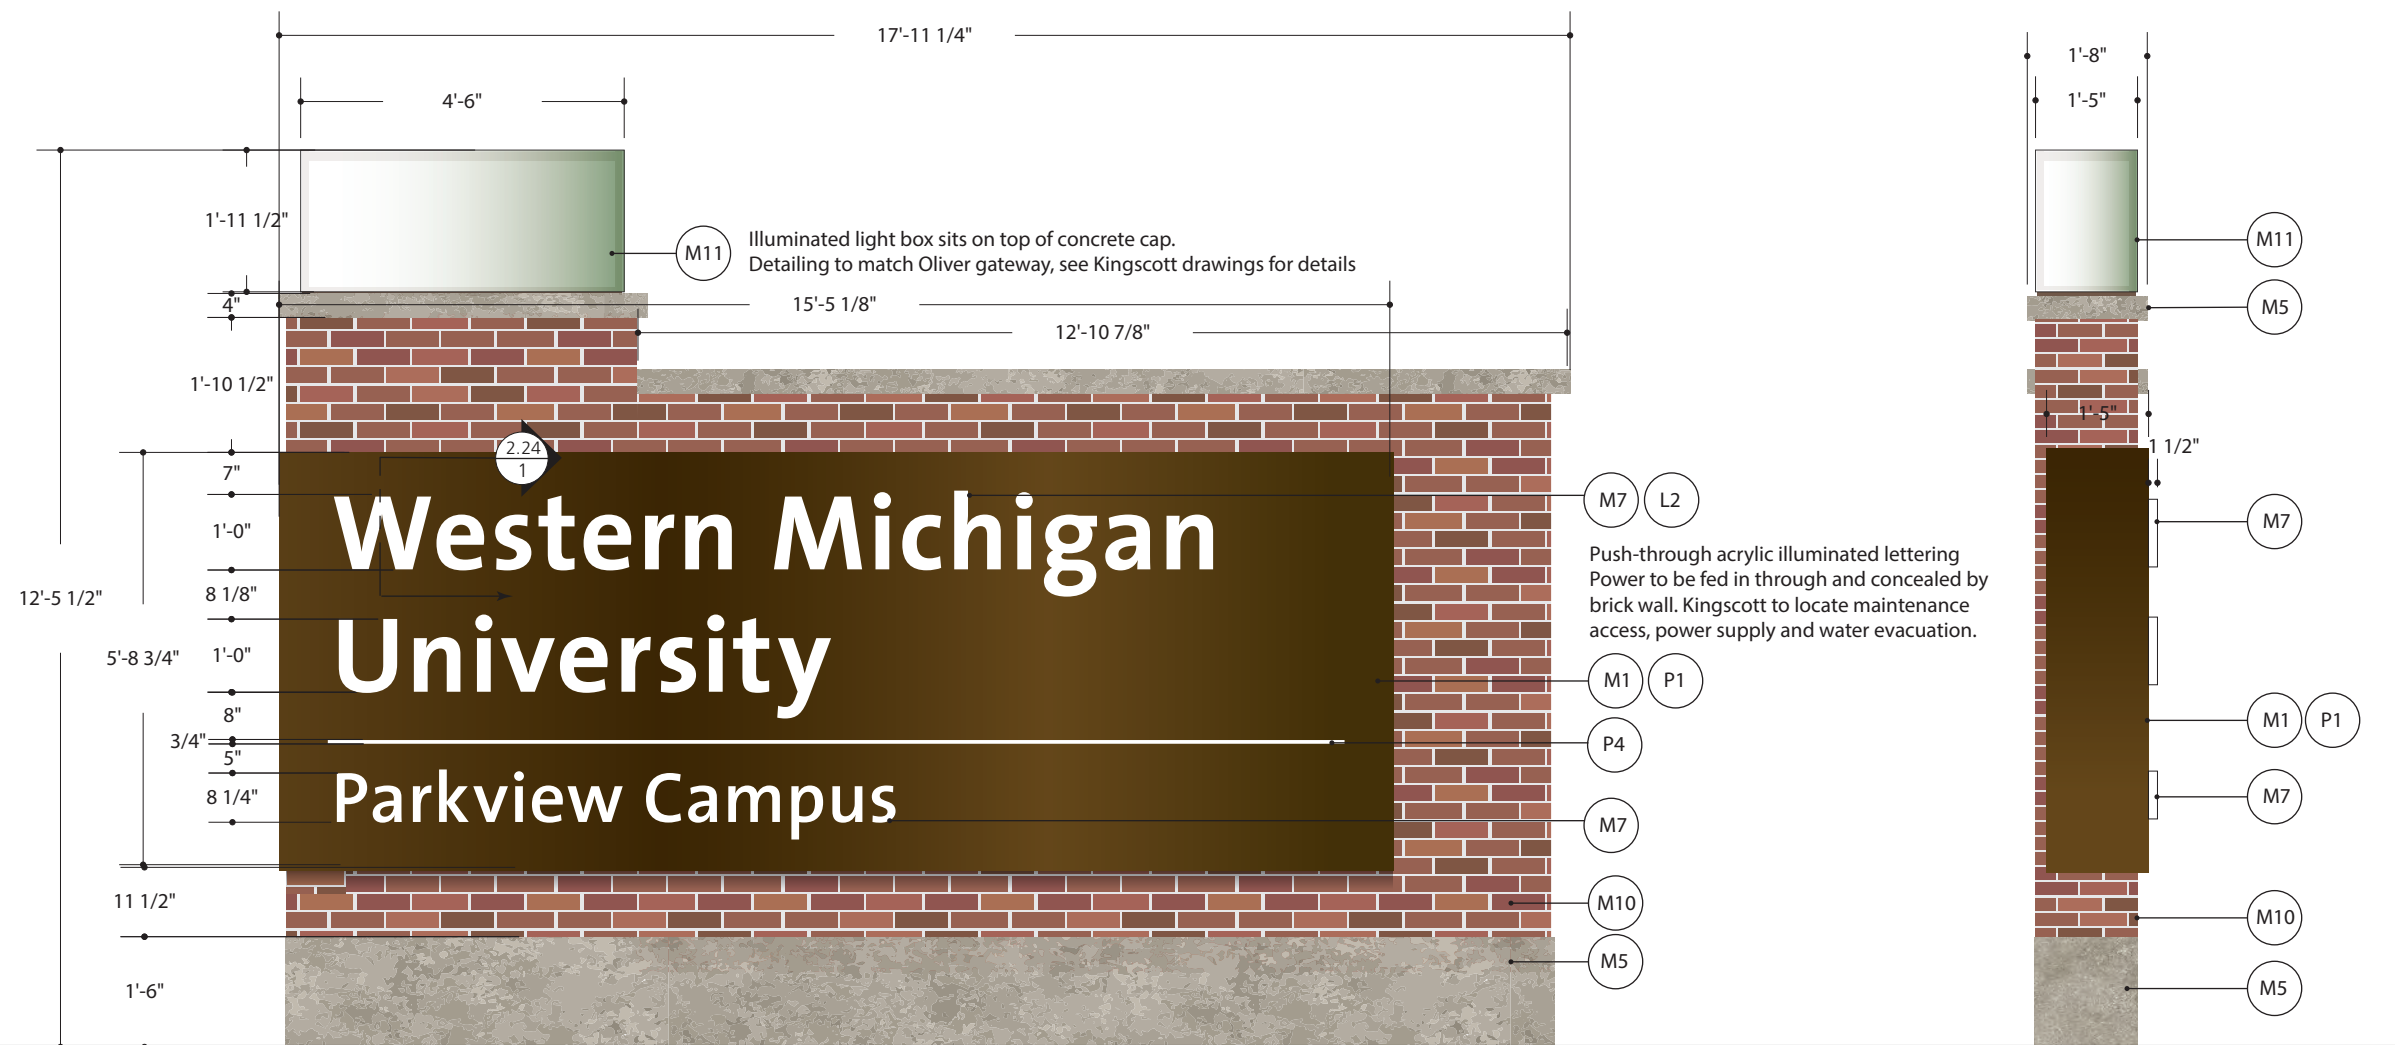 17'-11 1/4"
1'-8"
4'-6"
1'-5"
1'-11 1/2"
M11
Illuminated light box sits on top of concrete cap.
Detailing to match Oliver gateway, see Kingscott drawings for details
M11
4"
15'-5 1/8"
M5
12'-10 7/8"
1'-10 1/2"
1'-5"
2.24
1
1 1/2"
7"
M7
L2
M7
1'-0"
Western Michigan
Push-through acrylic illuminated lettering
Power to be fed in through and concealed by
brick wall. Kingscott to locate maintenance
access, power supply and water evacuation.
8 1/8"
12'-5 1/2"
5'-8 3/4"
1'-0"
University
M1
P1
8"
M1
P1
3/4"
P4
5"
8 1/4"
Parkview Campus
M7
M7
11 1/2"
M10
M10
M5
1'-6"
M5